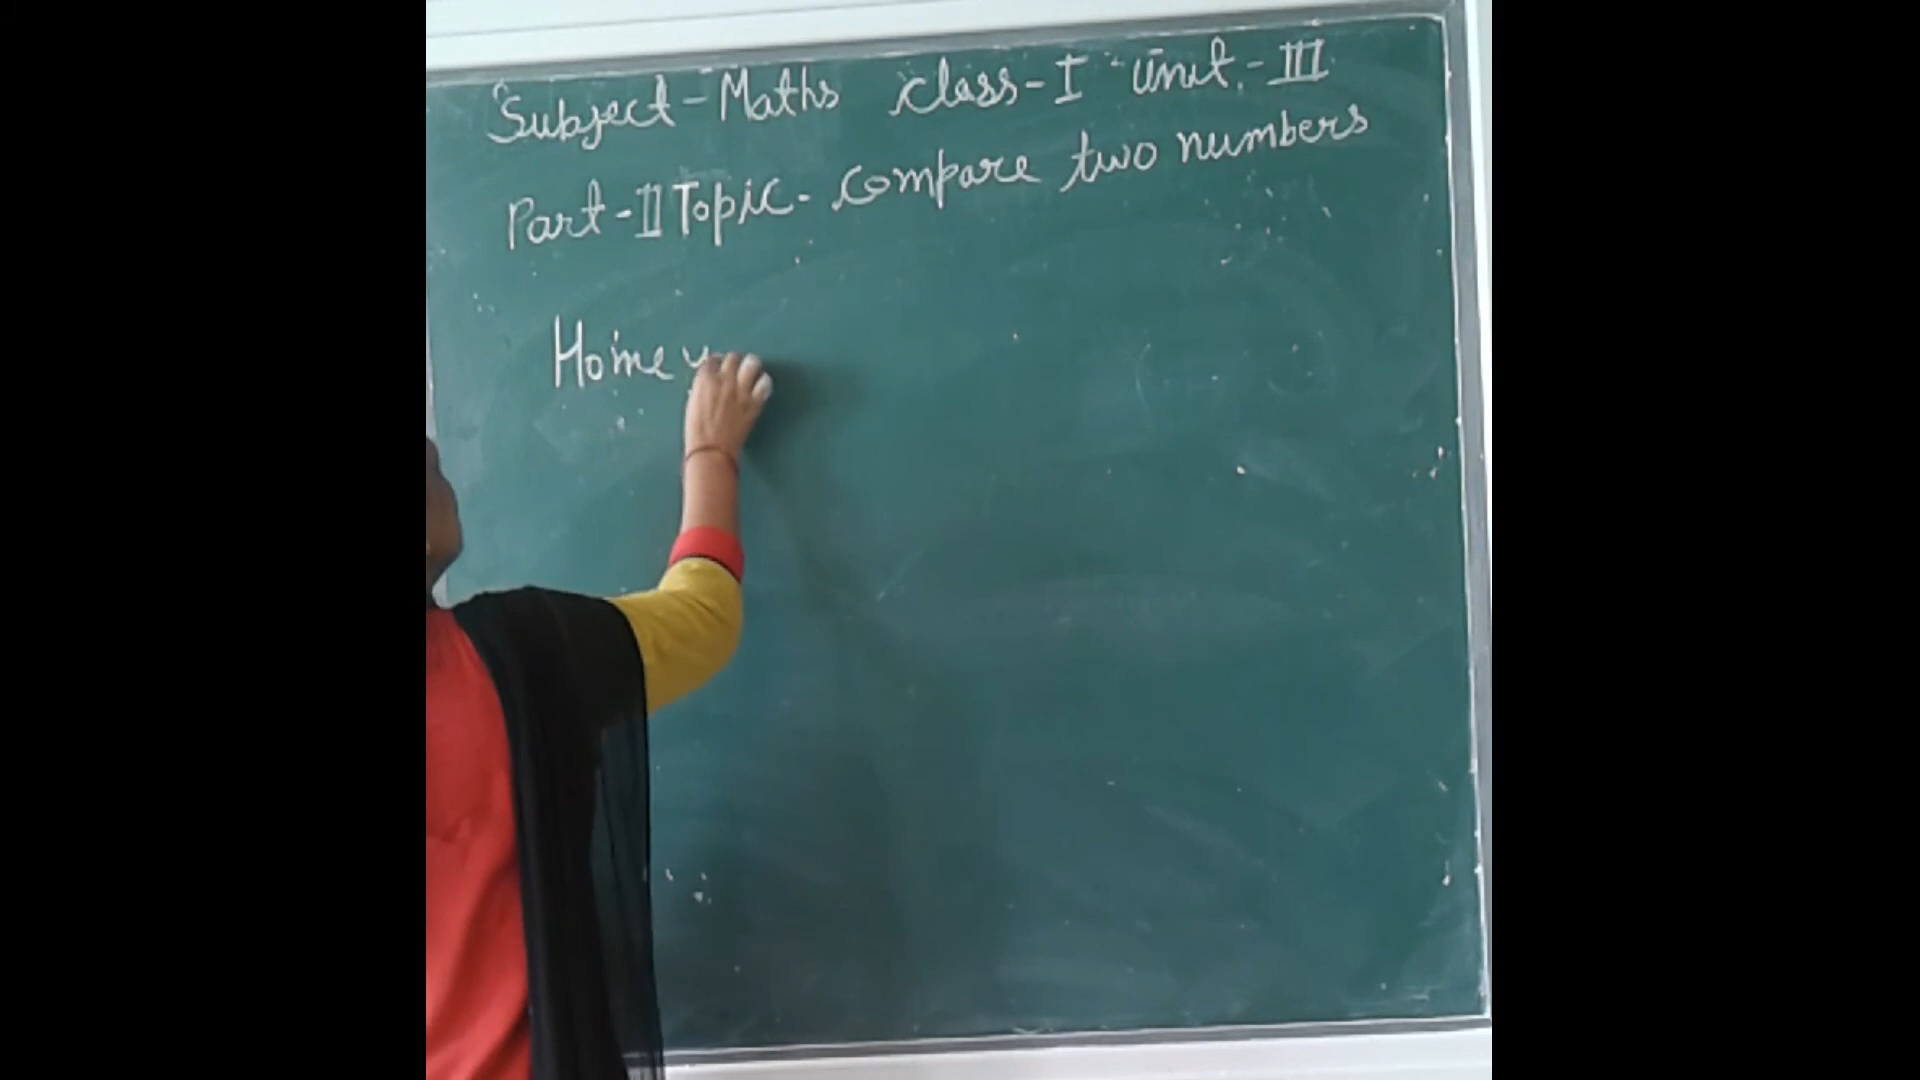 Subject - Maths class - I Unit - III
Part - II Topic - Compare two numbers
Home